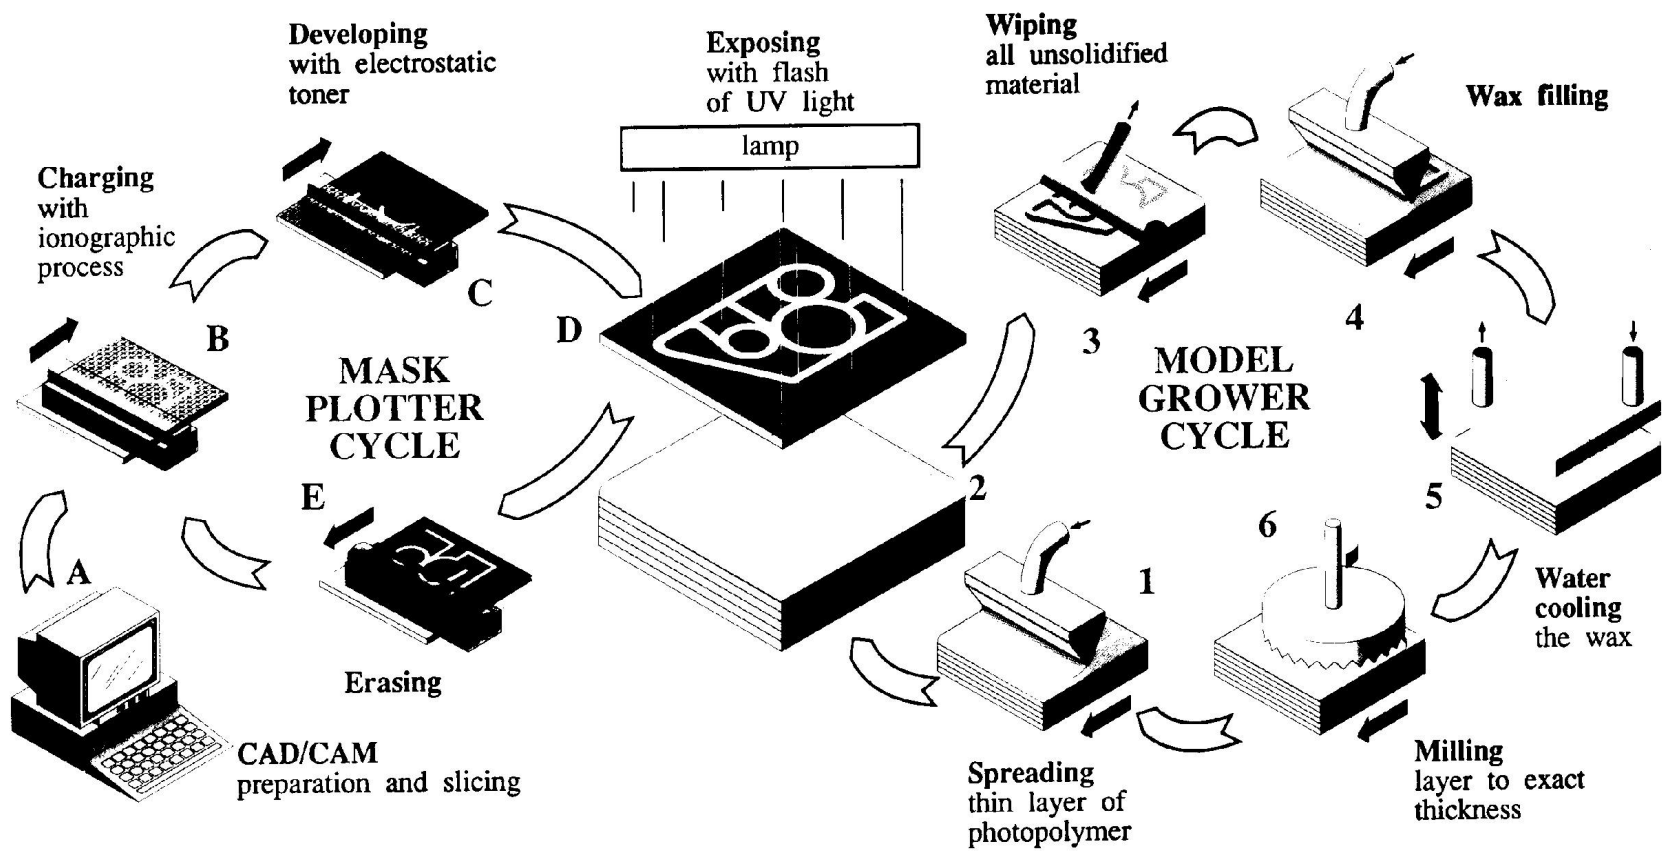 Developing
with electrostatic
toner
Exposing
with flash
of UV light
lamp
Wiping
all unsolidified
material
Wax filling
Charging
with
ionographic
process
B
C
D
3
4
MASK
PLOTTER
CYCLE
MODEL
GROWER
CYCLE
A
E
2
1
6
5
Water
cooling
the wax
Erasing
CAD/CAM
preparation and slicing
Spreading
thin layer of
photopolymer
Milling
layer to exact
thickness